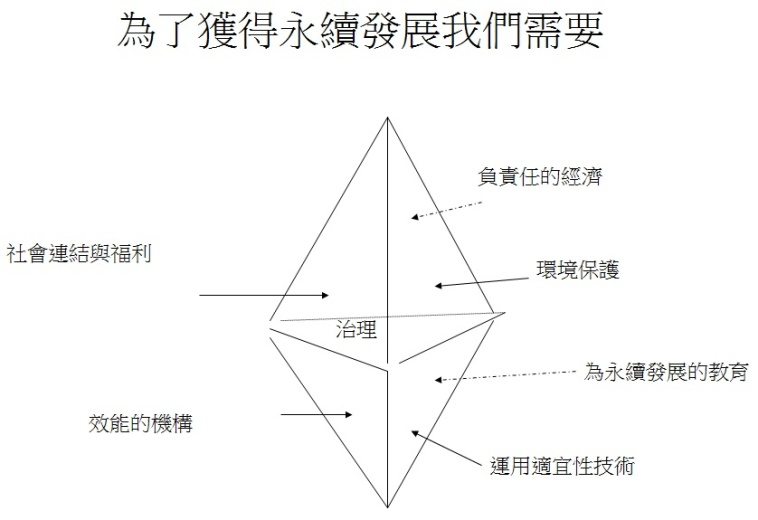 為了獲得永續發展我們需要
負責任的經濟
社會連結與福利
環境保護
治理
為永續發展的教育
效能的機構
運用適宜性技術